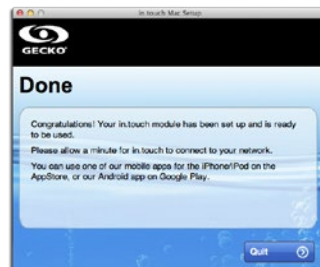 in.touch Mac Setup
GECKO
Done
Congratulations! Your in.touch module has been set up and is ready
to be used.
Please allow a minute for in.touch to connect to your network.
You can use one of our mobile apps for the iPhone/iPod on the
AppStore, or our Android app on Google Play.
Quit